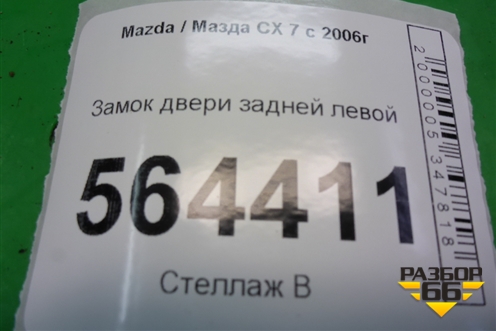 Mazda / Мазда CX 7 с 2006г
Замок двери задней левой
564411
Стеллаж В
2000005347818
РАЗБОР
66